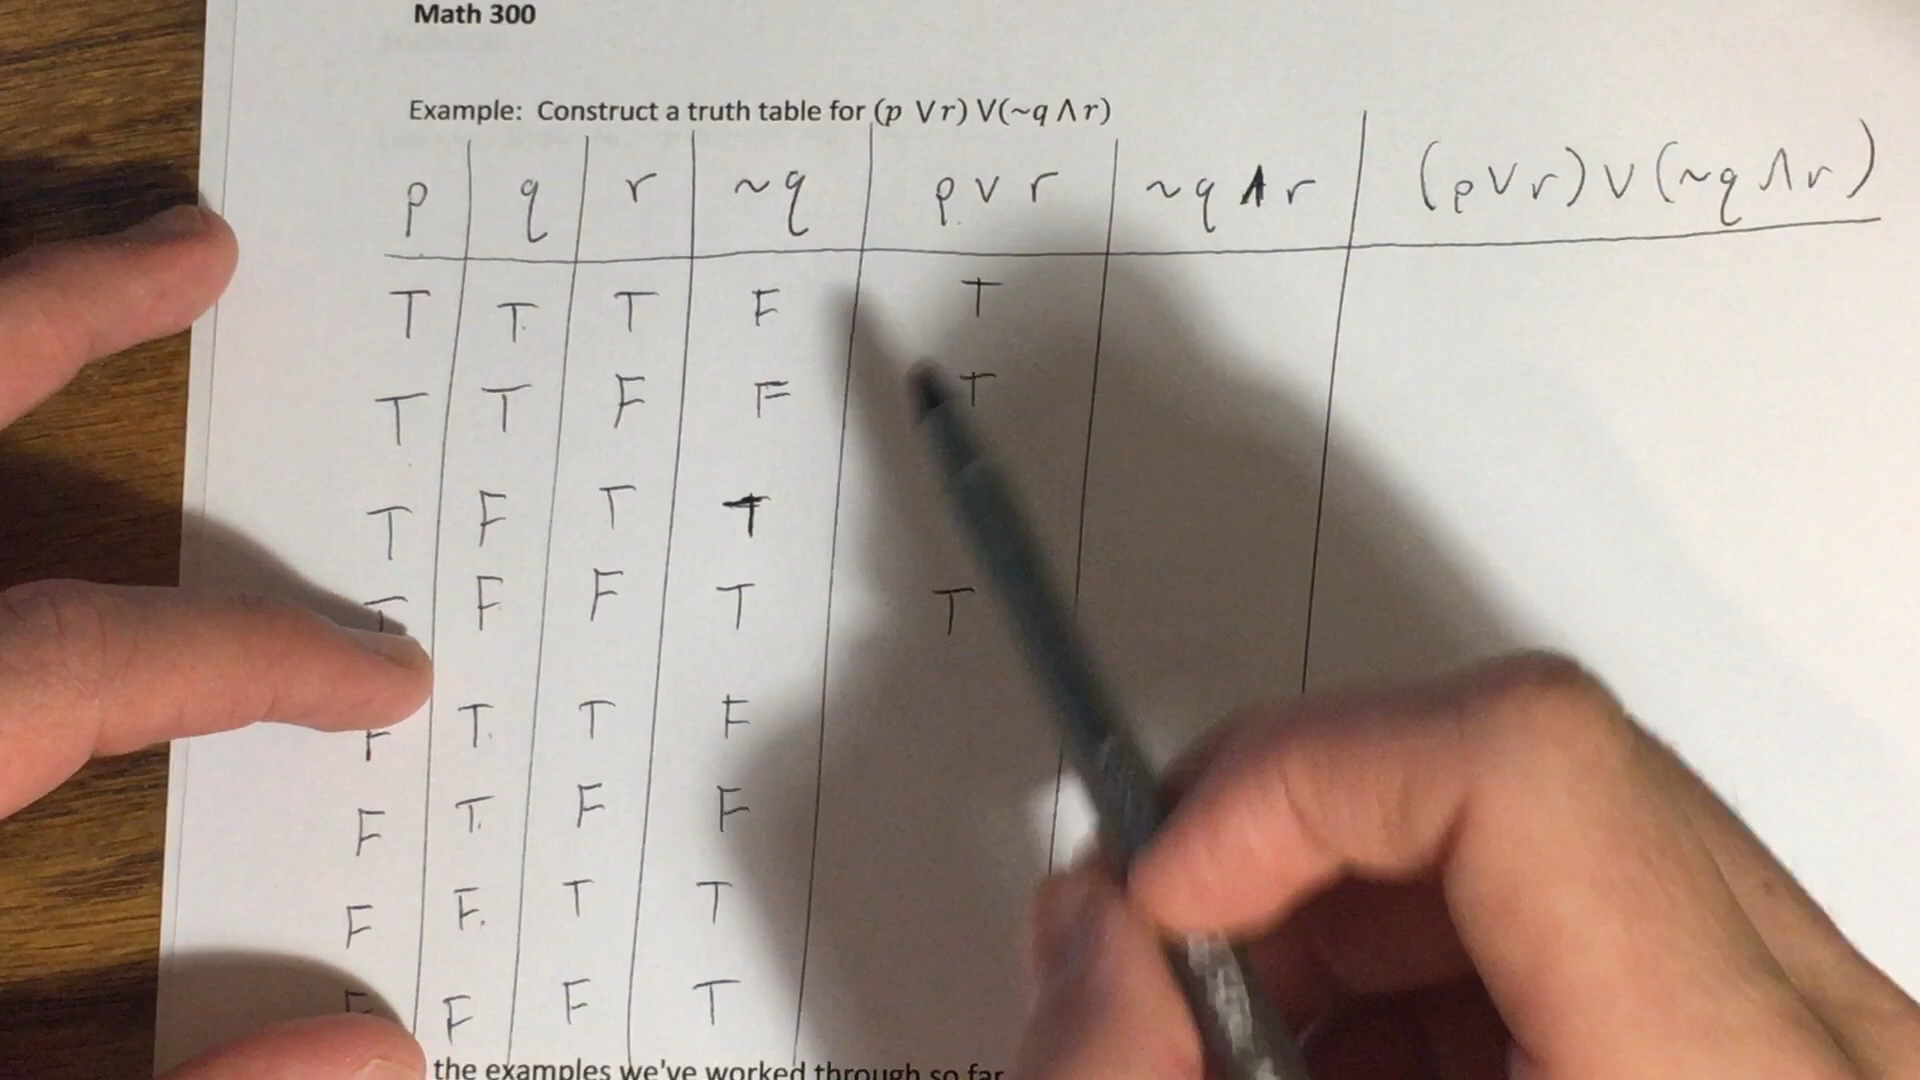 Math 300
Example: Construct a truth table for (p ∨ r) ∨(~q ∧ r)
p q r ~q p ∨ r ~q ∧ r (p ∨ r) ∨ (~q ∧ r)
T T T F T
T T F F T
T F T T
T F F T T
F T T F
F T F F
F F T T
F F F T
the examples we've worked through so far